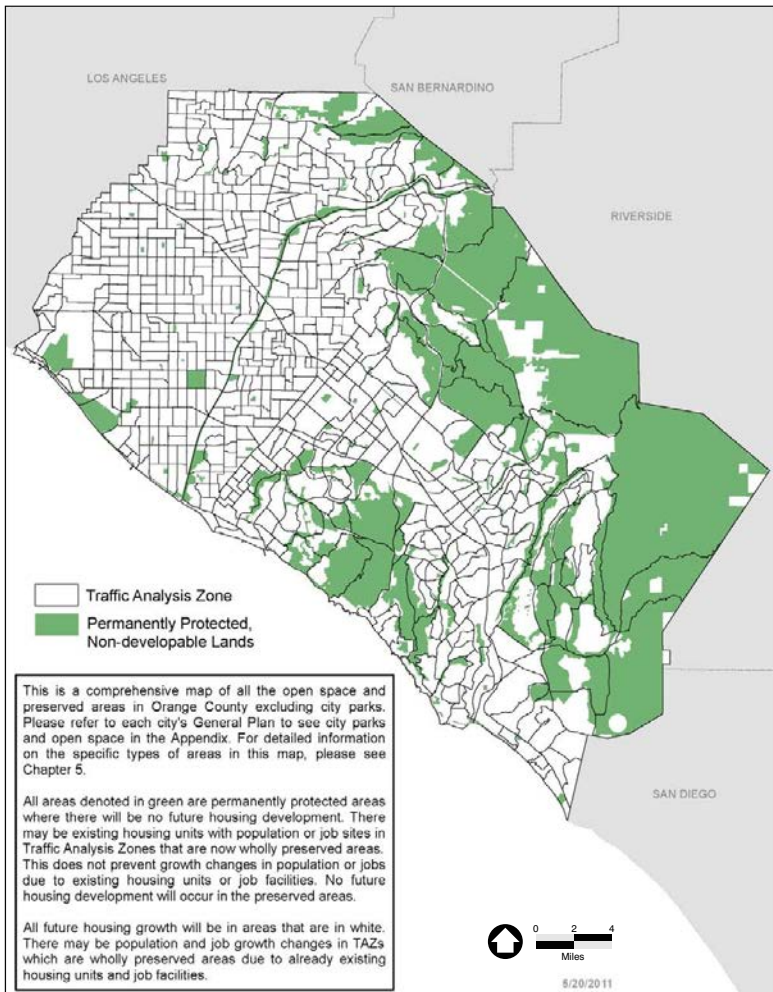 LOS ANGELES
SAN BERNARDINO
RIVERSIDE
Traffic Analysis Zone
Permanently Protected,
Non-developable Lands
This is a comprehensive map of all the open space and
preserved areas in Orange County excluding city parks.
Please refer to each city's General Plan to see city parks
and open space in the Appendix. For detailed information
on the specific types of areas in this map, please see
Chapter 5.
All areas denoted in green are permanently protected areas
where there will be no future housing development. There
may be existing housing units with population or job sites in
Traffic Analysis Zones that are now wholly preserved areas.
This does not prevent growth changes in population or jobs
due to existing housing units or job facilities. No future
housing development will occur in the preserved areas.
All future housing growth will be in areas that are in white.
There may be population and job growth changes in TAZs
which are wholly preserved areas due to already existing
housing units and job facilities.
SAN DIEGO
0 2 4
Miles
5/20/2011